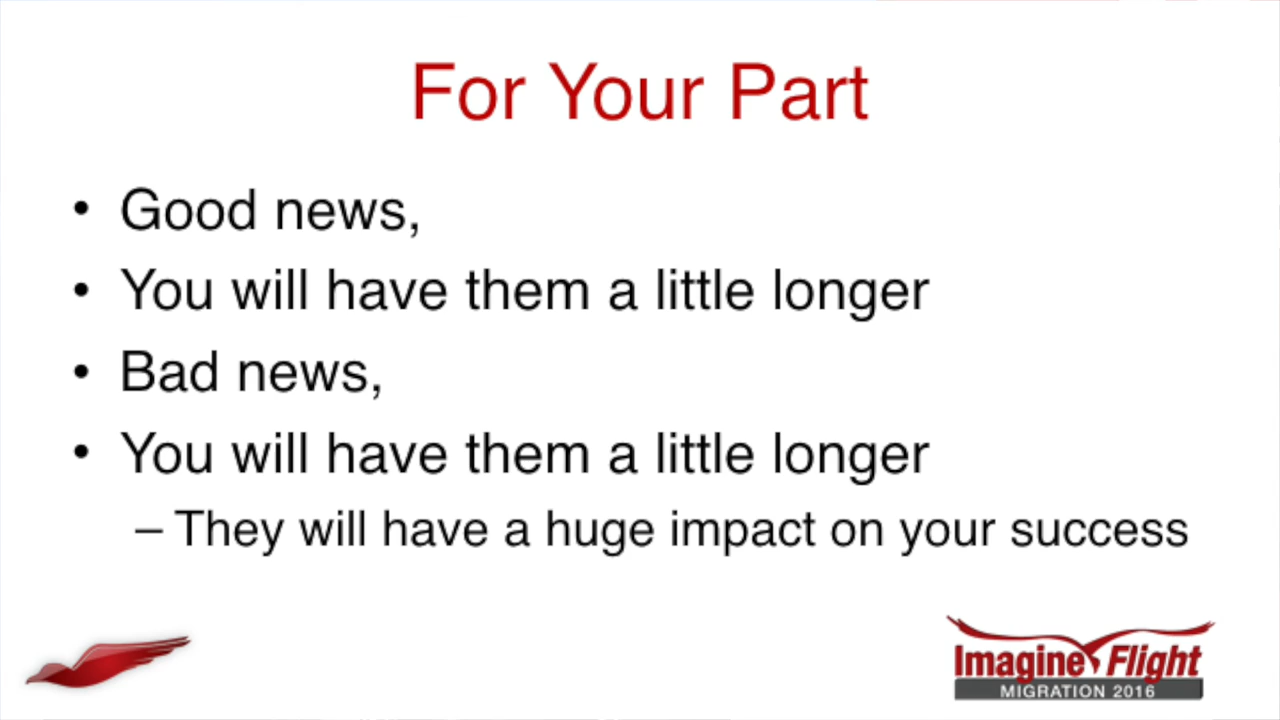 For Your Part
• Good news,
• You will have them a little longer
• Bad news,
• You will have them a little longer
– They will have a huge impact on your success
Imagine Flight
MIGRATION 2016